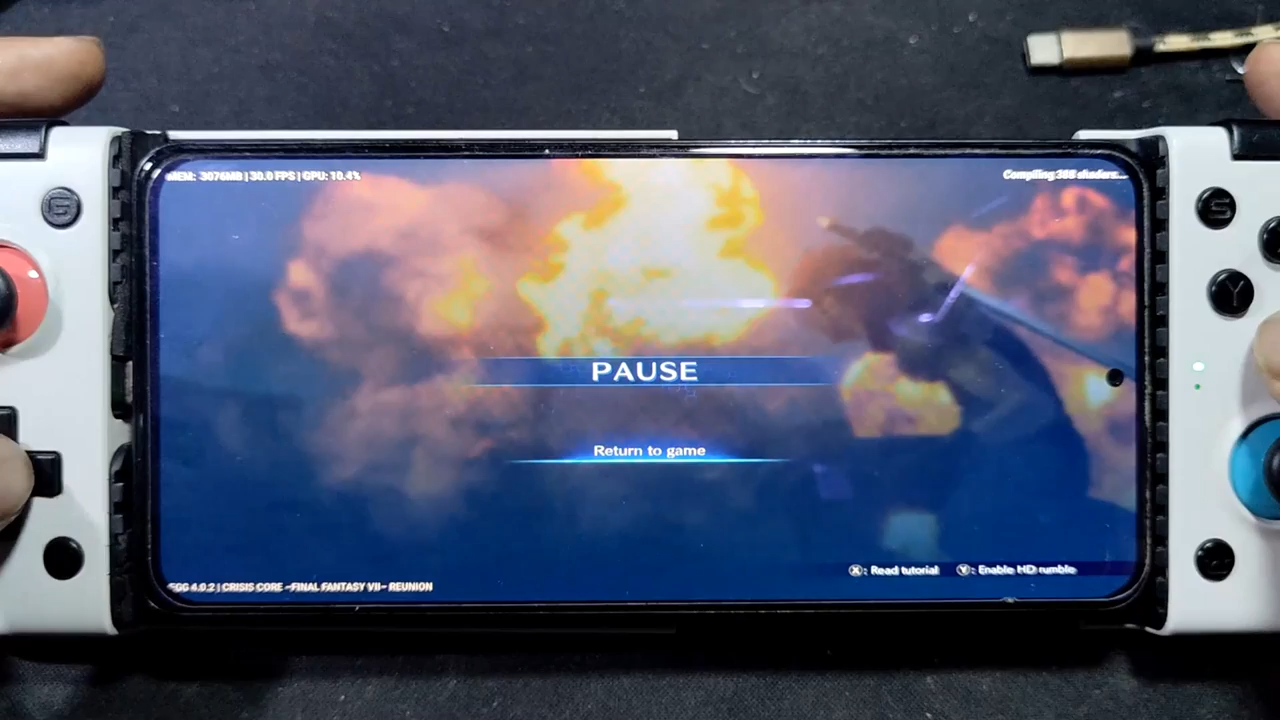 MEM: 3076MB | 30.0 FPS | GPU: 10.4%
Compiling 388 shaders...
G
S
Y
PAUSE
Return to game
X: Read tutorial Y: Enable HD rumble
EGG 4.0.2 | CRISIS CORE -FINAL FANTASY VII- REUNION